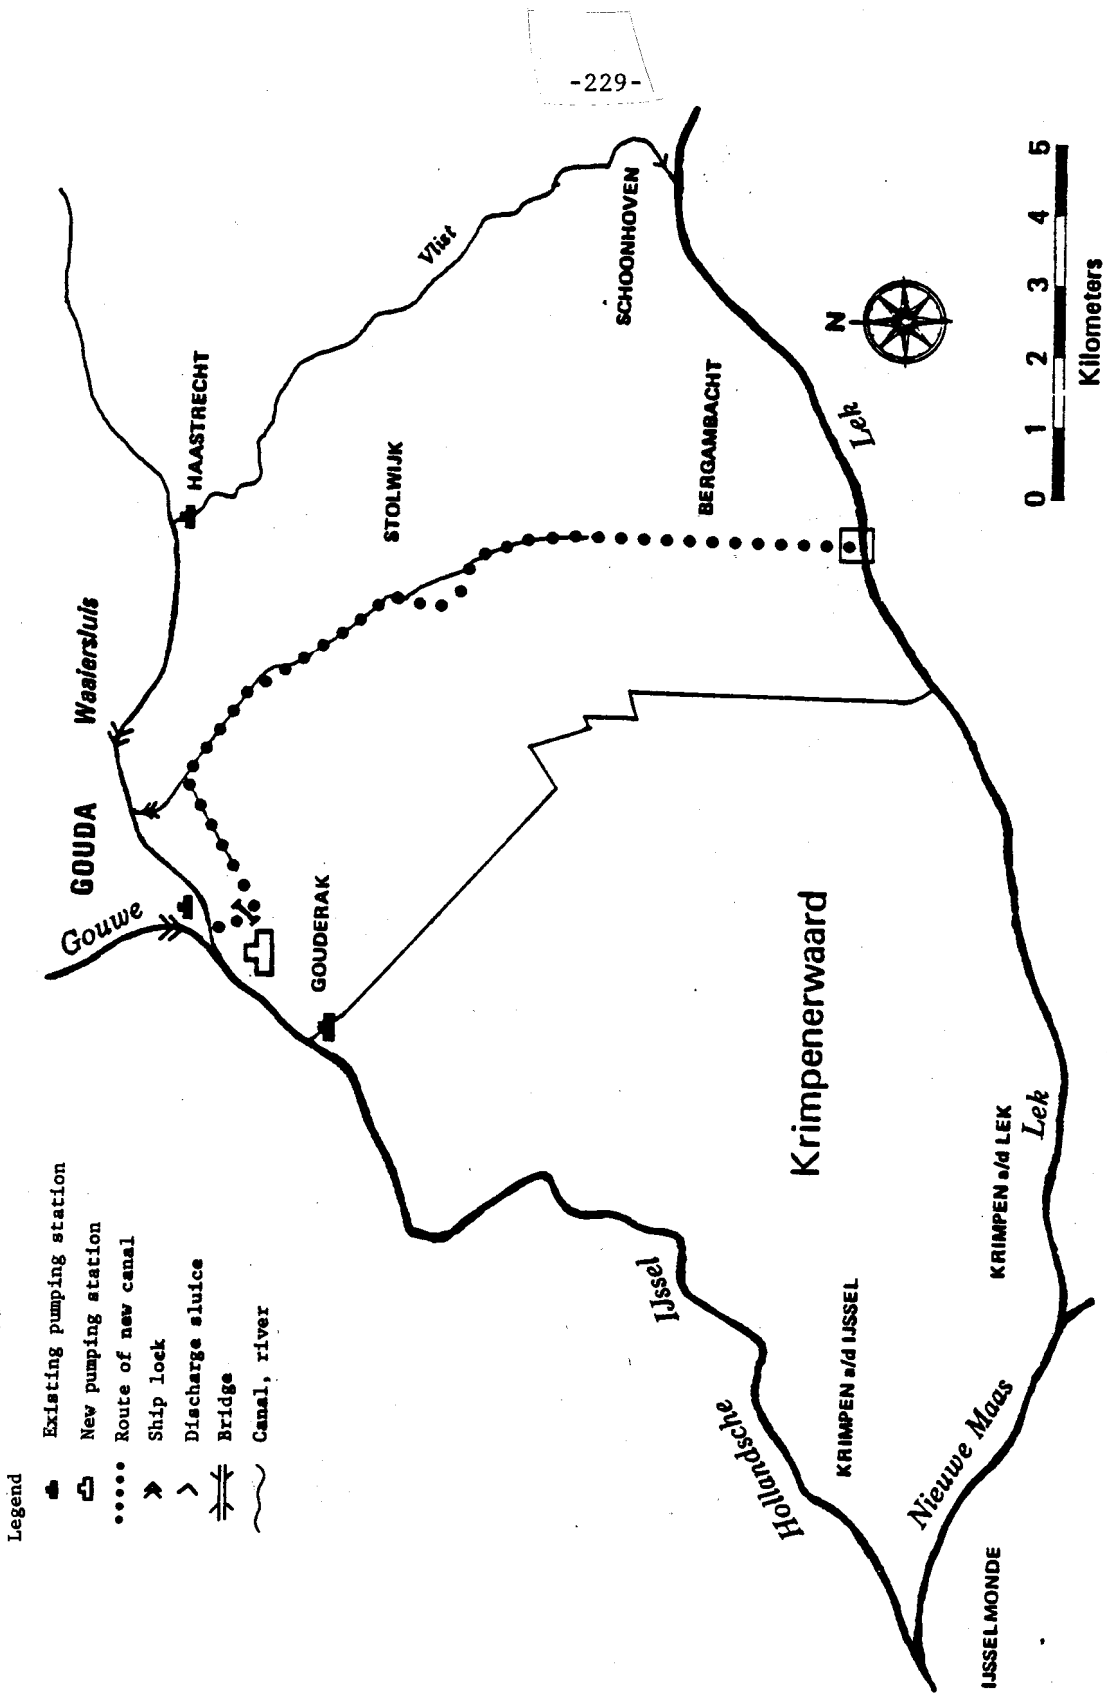 -229-
Legend
Existing pumping station
New pumping station
Route of new canal
Ship lock
Discharge sluice
Bridge
Canal, river
Gouwe
GOUDA
Waaiersluis
HAASTRECHT
Vlist
GOUDERAK
STOLWIJK
SCHOONHOVEN
BERGAMBACHT
Lek
N
Krimpenerwaard
Hollandsche
IJssel
KRIMPEN a/d IJSSEL
KRIMPEN a/d LEK
Lek
Nieuwe Maas
IJSSELMONDE
0 1 2 3 4 5
Kilometers